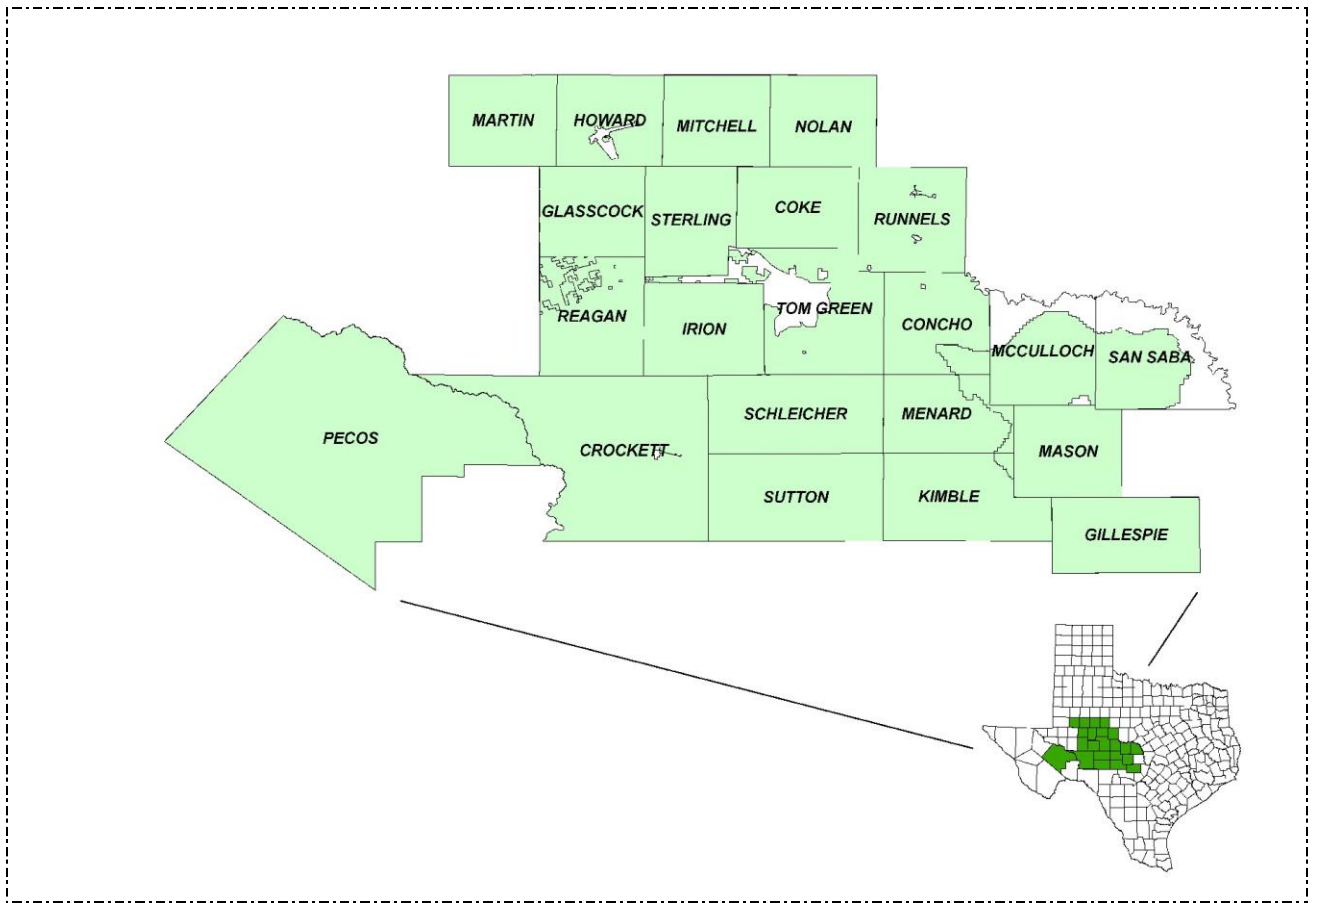 MARTIN
HOWARD
MITCHELL
NOLAN
GLASSCOCK
STERLING
COKE
RUNNELS
REAGAN
IRION
TOM GREEN
CONCHO
MCCULLOCH
SAN SABA
PECOS
CROCKETT
SCHLEICHER
MENARD
MASON
SUTTON
KIMBLE
GILLESPIE